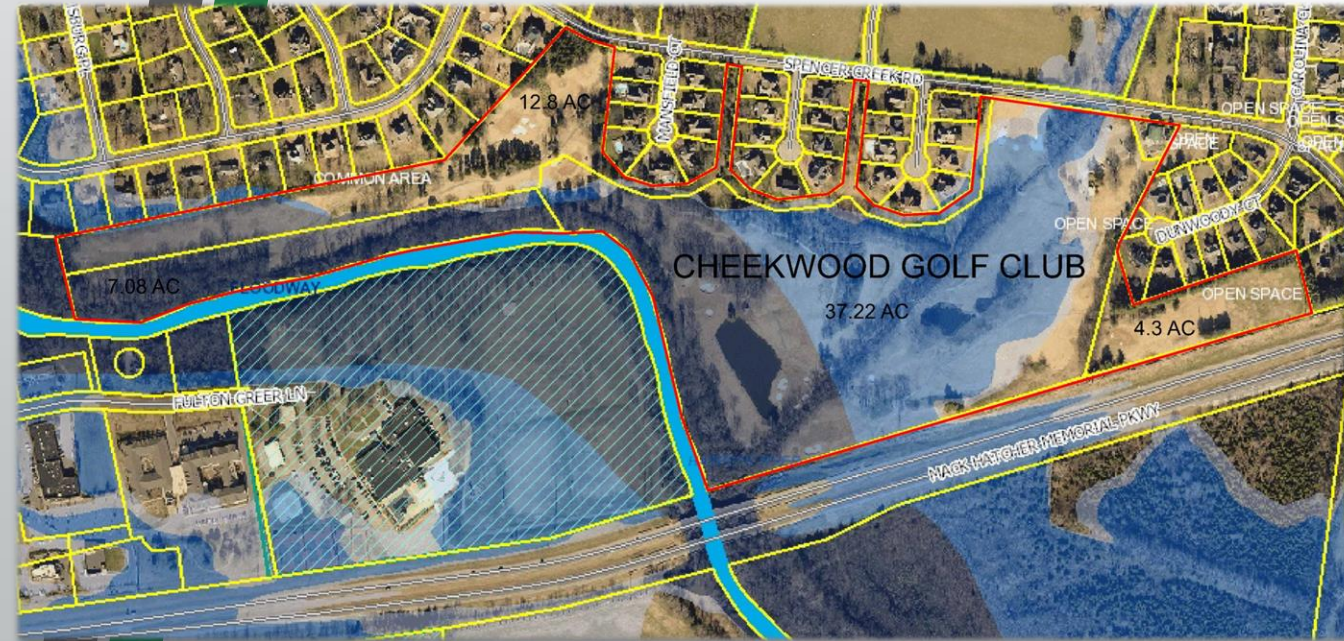 SPENCER CREEK RD
MANSFIELD CT
12.8 AC
OPEN SPACE
COMMON AREA
OPEN SPACE
DUNWOODY CT
CHEEKWOOD GOLF CLUB
7.08 AC
FLOODWAY
OPEN SPACE
37.22 AC
4.3 AC
FULTON GREER LN
MACK HATCHER MEMORIAL PKWY